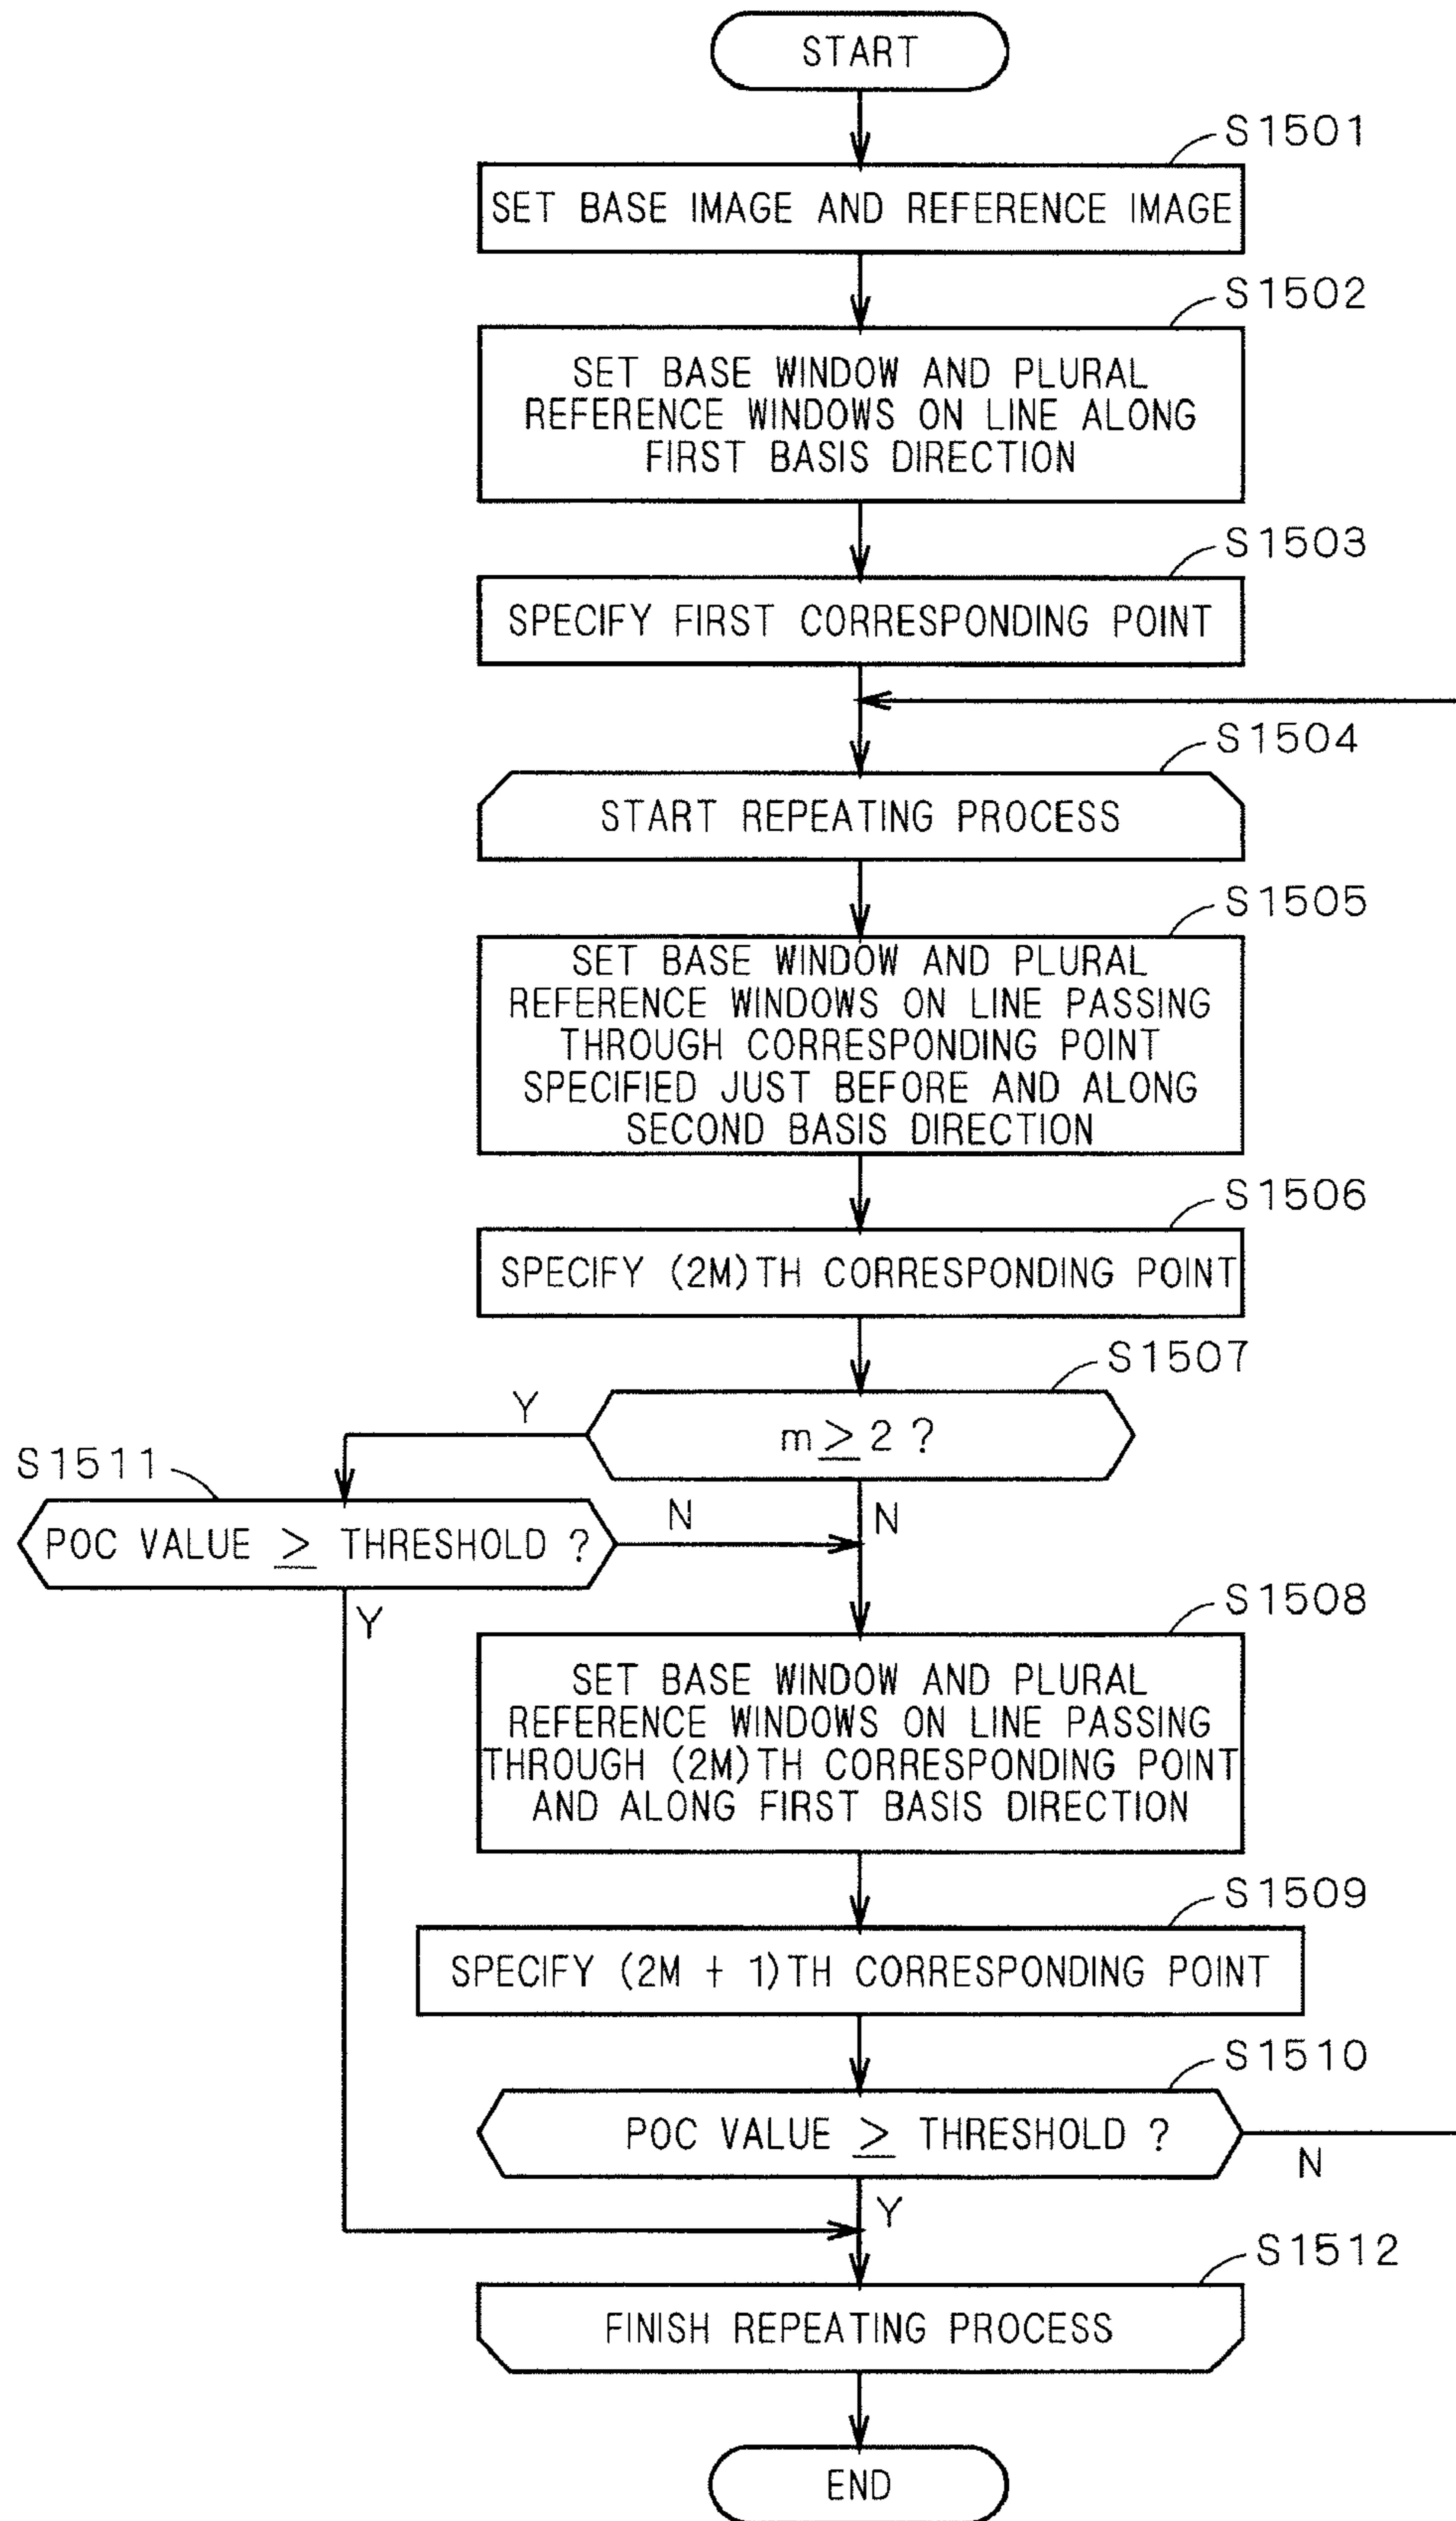 START
S1501
SET BASE IMAGE AND REFERENCE IMAGE
S1502
SET BASE WINDOW AND PLURAL
REFERENCE WINDOWS ON LINE ALONG
FIRST BASIS DIRECTION
S1503
SPECIFY FIRST CORRESPONDING POINT
S1504
START REPEATING PROCESS
S1505
SET BASE WINDOW AND PLURAL
REFERENCE WINDOWS ON LINE PASSING
THROUGH CORRESPONDING POINT
SPECIFIED JUST BEFORE AND ALONG
SECOND BASIS DIRECTION
S1506
SPECIFY (2M)TH CORRESPONDING POINT
S1507
Y
m ≥ 2 ?
S1511
N
N
POC VALUE ≥ THRESHOLD ?
Y
S1508
SET BASE WINDOW AND PLURAL
REFERENCE WINDOWS ON LINE PASSING
THROUGH (2M)TH CORRESPONDING POINT
AND ALONG FIRST BASIS DIRECTION
S1509
SPECIFY (2M + 1)TH CORRESPONDING POINT
S1510
POC VALUE ≥ THRESHOLD ?
N
Y
S1512
FINISH REPEATING PROCESS
END